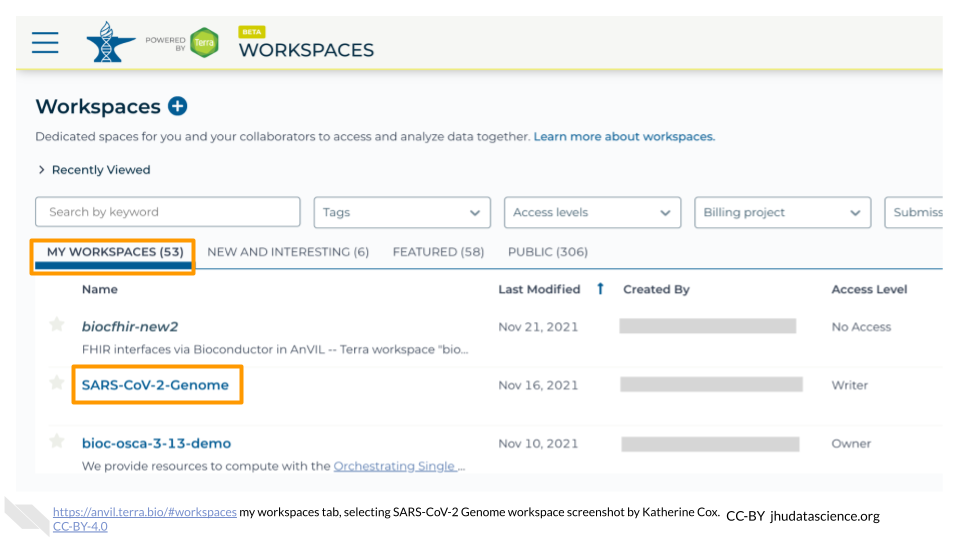 POWERED
BY
Terra
BETA
WORKSPACES
Workspaces
Dedicated spaces for you and your collaborators to access and analyze data together. Learn more about workspaces.
Recently Viewed
Search by keyword Tags Access levels Billing project Submiss
MY WORKSPACES (53) NEW AND INTERESTING (6) FEATURED (58) PUBLIC (306)
Name Last Modified Created By Access Level
biocfhir-new2 Nov 21, 2021 No Access
FHIR interfaces via Bioconductor in AnVIL -- Terra workspace "bio...
SARS-CoV-2-Genome Nov 16, 2021 Writer
bioc-osca-3-13-demo Nov 10, 2021 Owner
We provide resources to compute with the Orchestrating Single ...
https://anvil.terra.bio/#workspaces my workspaces tab, selecting SARS-CoV-2 Genome workspace screenshot by Katherine Cox. CC-BY jhudatascience.org
CC-BY-4.0